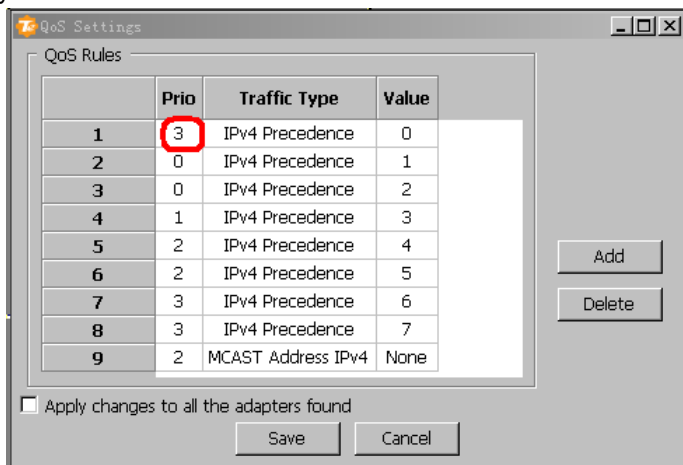 QoS Settings
QoS Rules
Prio Traffic Type Value
1 3 IPv4 Precedence 0
2 0 IPv4 Precedence 1
3 0 IPv4 Precedence 2
4 1 IPv4 Precedence 3
5 2 IPv4 Precedence 4
6 2 IPv4 Precedence 5
7 3 IPv4 Precedence 6
8 3 IPv4 Precedence 7
9 2 MCAST Address IPv4 None
Add
Delete
Apply changes to all the adapters found
Save Cancel